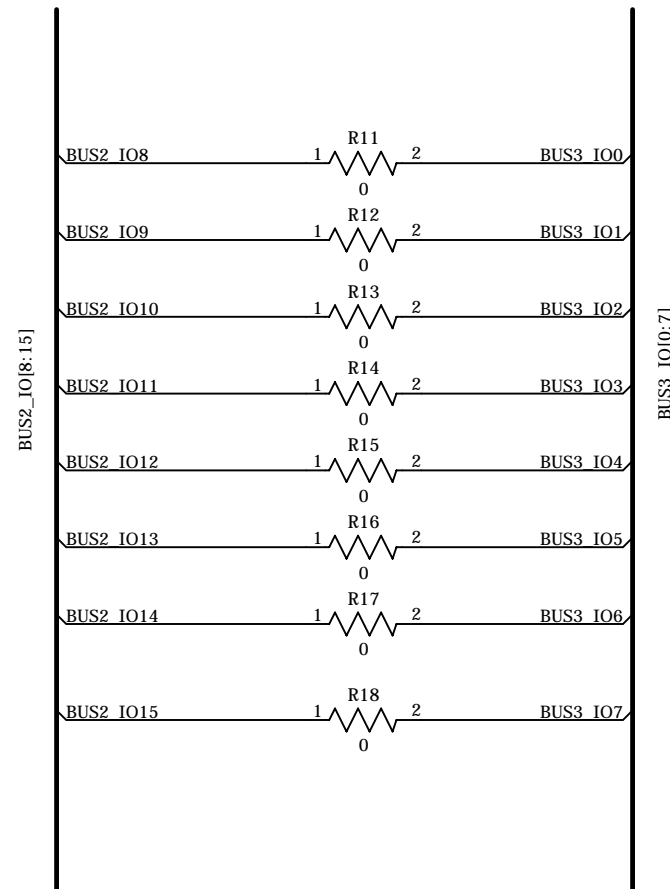 R11
BUS2_IO8 1 2 BUS3_IO0
0
R12
BUS2_IO9 1 2 BUS3_IO1
0
R13
BUS2_IO10 1 2 BUS3_IO2
0
R14
BUS2_IO11 1 2 BUS3_IO3
0
R15
BUS2_IO12 1 2 BUS3_IO4
0
R16
BUS2_IO13 1 2 BUS3_IO5
0
R17
BUS2_IO14 1 2 BUS3_IO6
0
R18
BUS2_IO15 1 2 BUS3_IO7
0
BUS2_IO[8:15]
BUS3_IO[0:7]